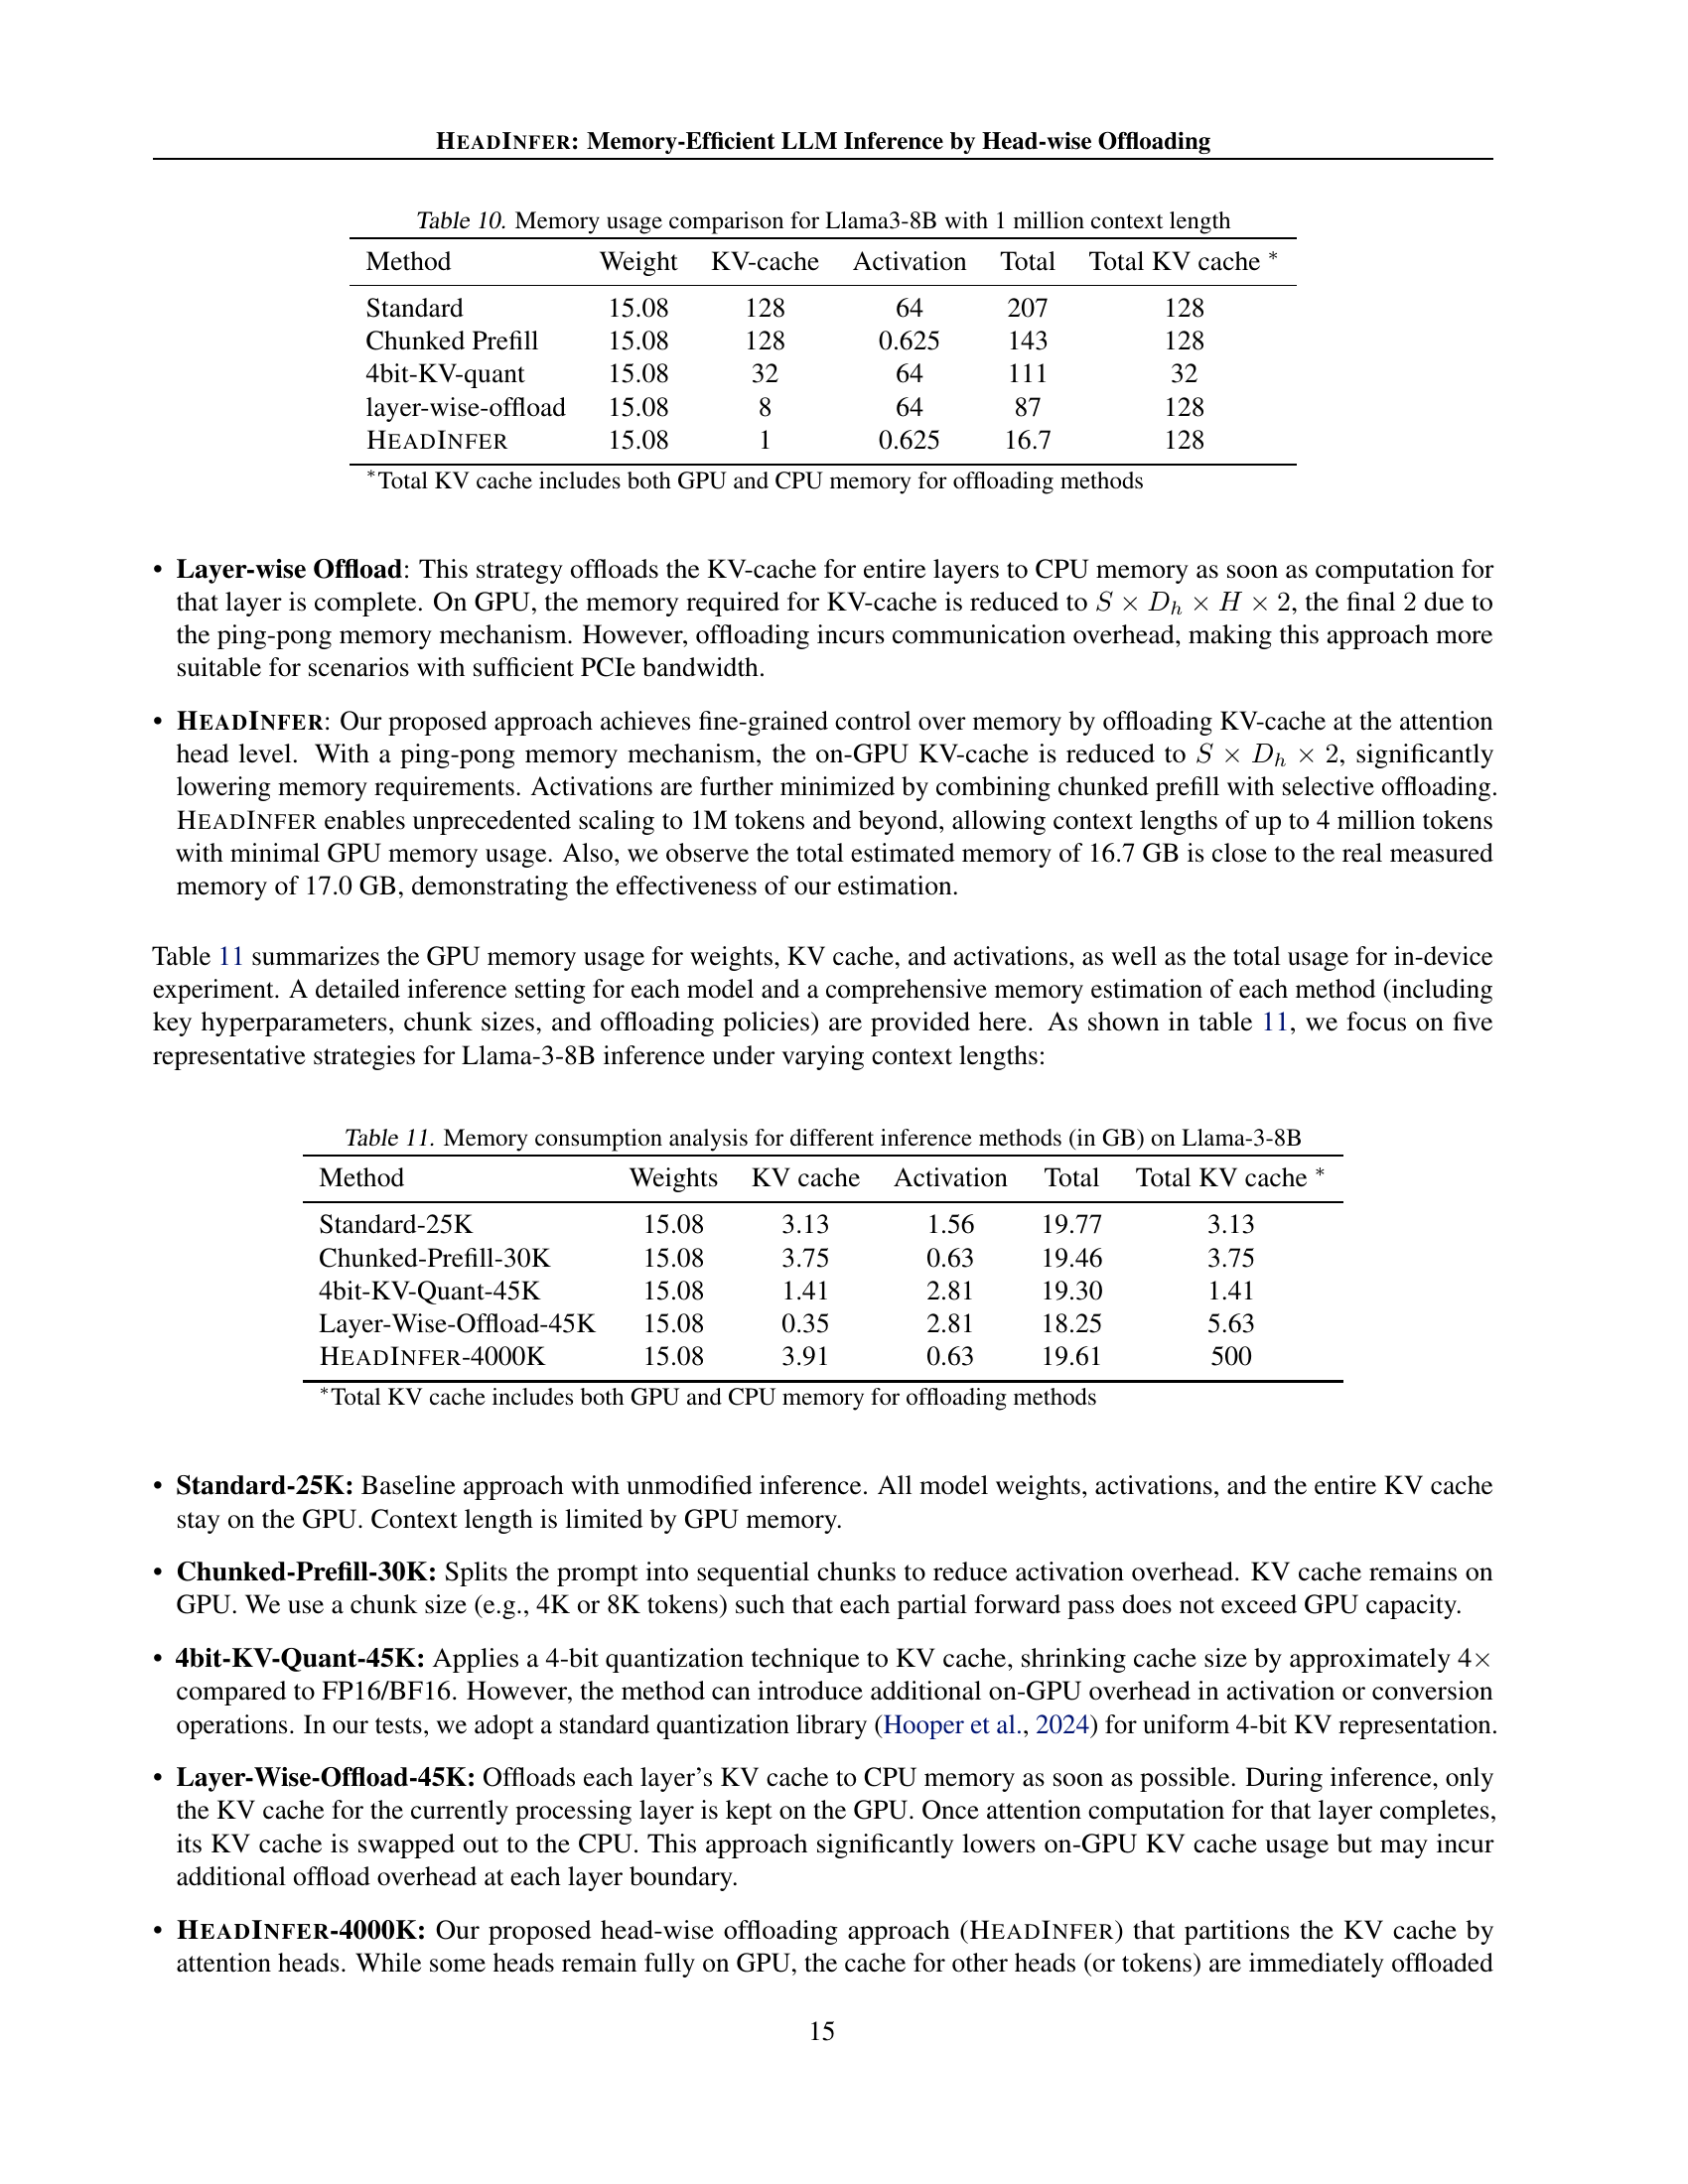 HEADINFER: Memory-Efficient LLM Inference by Head-wise Offloading
Table 10. Memory usage comparison for Llama3-8B with 1 million context length
Method Weight KV-cache Activation Total Total KV cache *
Standard 15.08 128 64 207 128
Chunked Prefill 15.08 128 0.625 143 128
4bit-KV-quant 15.08 32 64 111 32
layer-wise-offload 15.08 8 64 87 128
HEADINFER 15.08 1 0.625 16.7 128
*Total KV cache includes both GPU and CPU memory for offloading methods
• Layer-wise Offload: This strategy offloads the KV-cache for entire layers to CPU memory as soon as computation for
that layer is complete. On GPU, the memory required for KV-cache is reduced to S × D_h × H × 2, the final 2 due to
the ping-pong memory mechanism. However, offloading incurs communication overhead, making this approach more
suitable for scenarios with sufficient PCIe bandwidth.
• HEADINFER: Our proposed approach achieves fine-grained control over memory by offloading KV-cache at the attention
head level. With a ping-pong memory mechanism, the on-GPU KV-cache is reduced to S × D_h × 2, significantly
lowering memory requirements. Activations are further minimized by combining chunked prefill with selective offloading.
HEADINFER enables unprecedented scaling to 1M tokens and beyond, allowing context lengths of up to 4 million tokens
with minimal GPU memory usage. Also, we observe the total estimated memory of 16.7 GB is close to the real measured
memory of 17.0 GB, demonstrating the effectiveness of our estimation.
Table 11 summarizes the GPU memory usage for weights, KV cache, and activations, as well as the total usage for in-device
experiment. A detailed inference setting for each model and a comprehensive memory estimation of each method (including
key hyperparameters, chunk sizes, and offloading policies) are provided here. As shown in table 11, we focus on five
representative strategies for Llama-3-8B inference under varying context lengths:
Table 11. Memory consumption analysis for different inference methods (in GB) on Llama-3-8B
Method Weights KV cache Activation Total Total KV cache *
Standard-25K 15.08 3.13 1.56 19.77 3.13
Chunked-Prefill-30K 15.08 3.75 0.63 19.46 3.75
4bit-KV-Quant-45K 15.08 1.41 2.81 19.30 1.41
Layer-Wise-Offload-45K 15.08 0.35 2.81 18.25 5.63
HEADINFER-4000K 15.08 3.91 0.63 19.61 500
*Total KV cache includes both GPU and CPU memory for offloading methods
• Standard-25K: Baseline approach with unmodified inference. All model weights, activations, and the entire KV cache
stay on the GPU. Context length is limited by GPU memory.
• Chunked-Prefill-30K: Splits the prompt into sequential chunks to reduce activation overhead. KV cache remains on
GPU. We use a chunk size (e.g., 4K or 8K tokens) such that each partial forward pass does not exceed GPU capacity.
• 4bit-KV-Quant-45K: Applies a 4-bit quantization technique to KV cache, shrinking cache size by approximately 4×
compared to FP16/BF16. However, the method can introduce additional on-GPU overhead in activation or conversion
operations. In our tests, we adopt a standard quantization library (Hooper et al., 2024) for uniform 4-bit KV representation.
• Layer-Wise-Offload-45K: Offloads each layer's KV cache to CPU memory as soon as possible. During inference, only
the KV cache for the currently processing layer is kept on the GPU. Once attention computation for that layer completes,
its KV cache is swapped out to the CPU. This approach significantly lowers on-GPU KV cache usage but may incur
additional offload overhead at each layer boundary.
• HEADINFER-4000K: Our proposed head-wise offloading approach (HEADINFER) that partitions the KV cache by
attention heads. While some heads remain fully on GPU, the cache for other heads (or tokens) are immediately offloaded
15